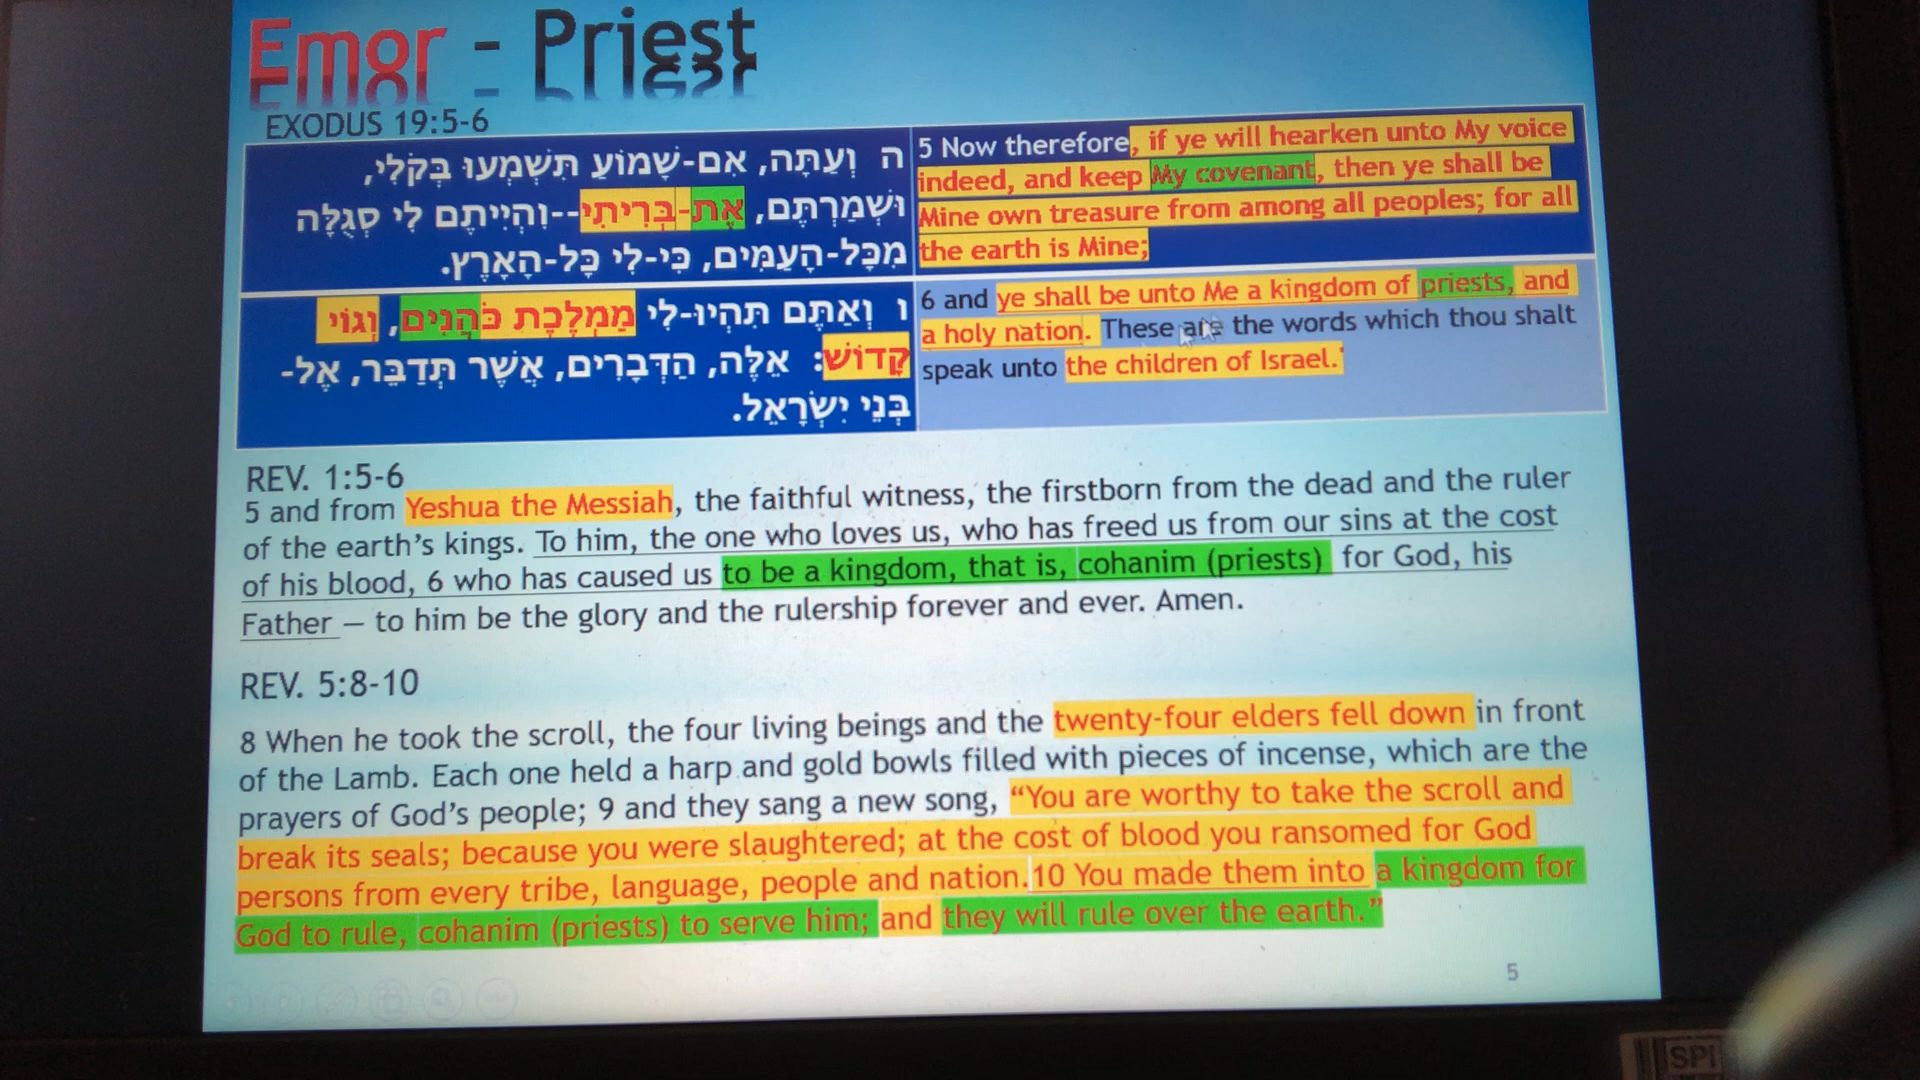 Emor - Priest
EXODUS 19:5-6
ה וְעַתָּה, אִם-שָׁמוֹעַ תִּשְׁמְעוּ בְּקֹלִי,
וּשְׁמַרְתֶּם, אֶת-בְּרִיתִי--וִהְיִיתֶם לִי סְגֻלָּה
מִכָּל-הָעַמִּים, כִּי-לִי כָּל-הָאָרֶץ.
5 Now therefore, if ye will hearken unto My voice
indeed, and keep My covenant, then ye shall be
Mine own treasure from among all peoples; for all
the earth is Mine;
ו וְאַתֶּם תִּהְיוּ-לִי מַמְלֶכֶת כֹּהֲנִים, וְגוֹי
קָדוֹשׁ: אֵלֶּה, הַדְּבָרִים, אֲשֶׁר תְּדַבֵּר, אֶל-
בְּנֵי יִשְׂרָאֵל.
6 and ye shall be unto Me a kingdom of priests, and
a holy nation. These are the words which thou shalt
speak unto the children of Israel.'
REV. 1:5-6
5 and from Yeshua the Messiah, the faithful witness, the firstborn from the dead and the ruler
of the earth's kings. To him, the one who loves us, who has freed us from our sins at the cost
of his blood, 6 who has caused us to be a kingdom, that is, cohanim (priests) for God, his
Father — to him be the glory and the rulership forever and ever. Amen.
REV. 5:8-10
8 When he took the scroll, the four living beings and the twenty-four elders fell down in front
of the Lamb. Each one held a harp and gold bowls filled with pieces of incense, which are the
prayers of God's people; 9 and they sang a new song, “You are worthy to take the scroll and
break its seals; because you were slaughtered; at the cost of blood you ransomed for God
persons from every tribe, language, people and nation.10 You made them into a kingdom for
God to rule, cohanim (priests) to serve him; and they will rule over the earth.”
5
SPI